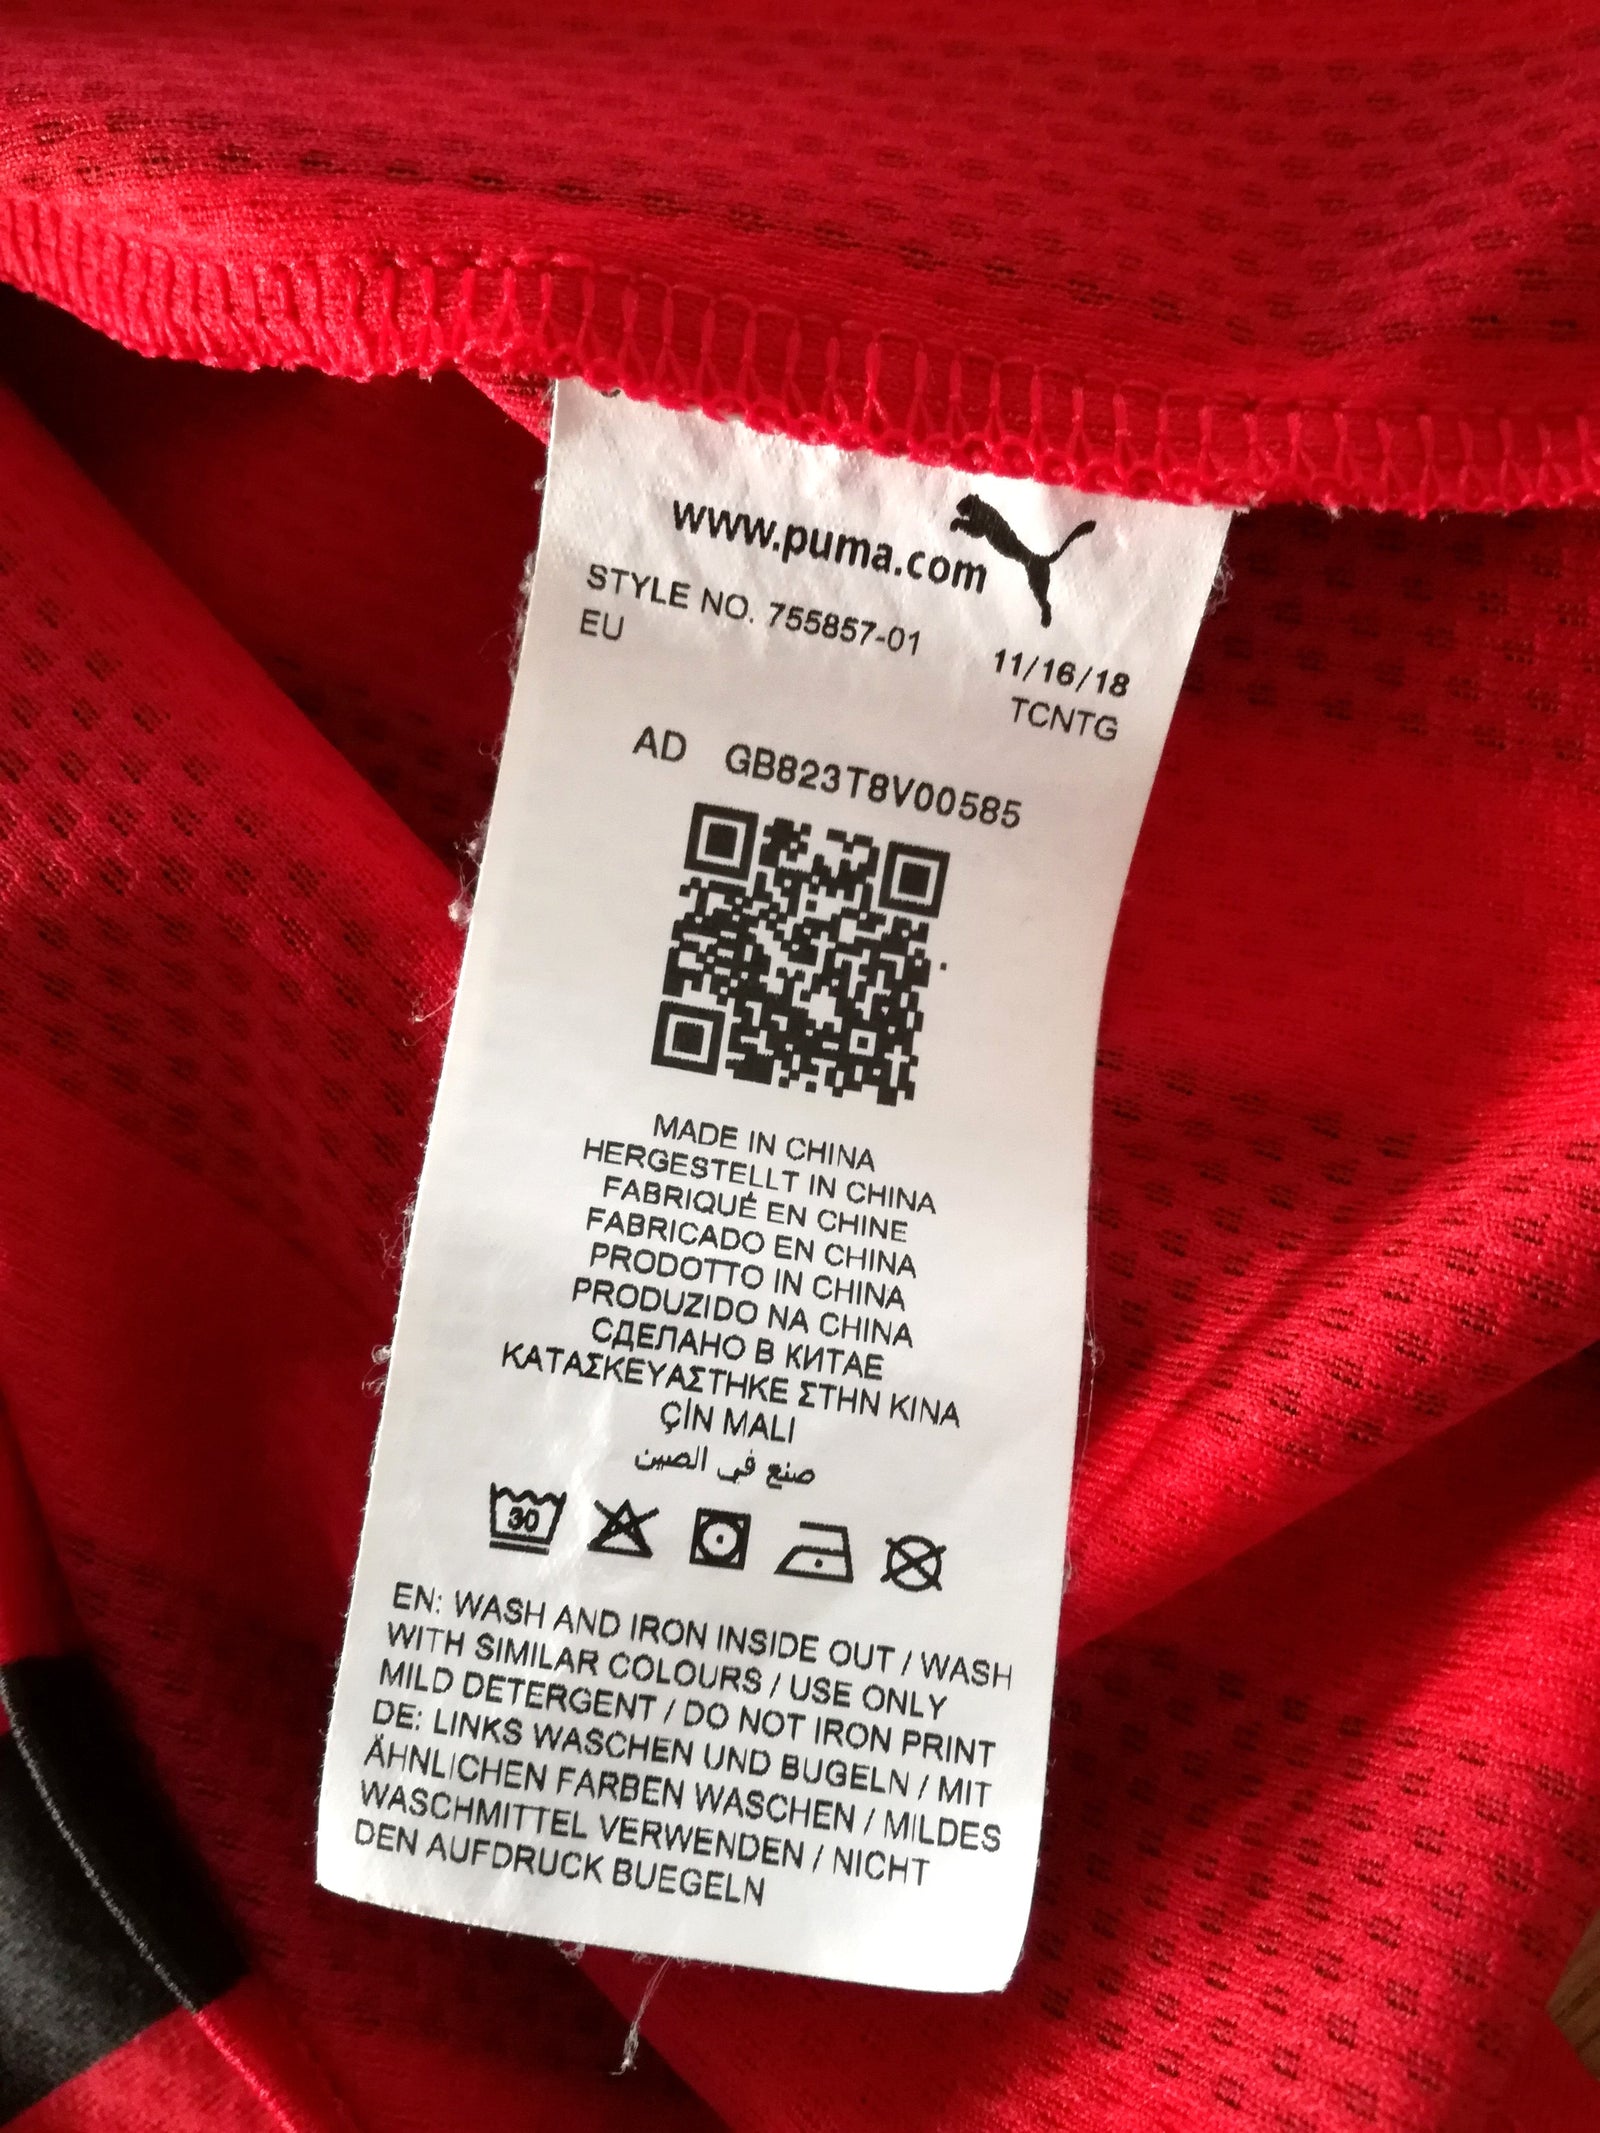 www.puma.com
STYLE NO. 755857-01
EU
11/16/18
TCNTG
AD GB823T8V00585
MADE IN CHINA
HERGESTELLT IN CHINA
FABRIQUÉ EN CHINE
FABRICADO EN CHINA
PRODOTTO IN CHINA
PRODUZIDO NA CHINA
СДЕЛАНО В КИТАЕ
ΚΑΤΑΣΚΕΥΑΣΤΗΚΕ ΣΤΗΝ ΚΙΝΑ
ÇİN MALI
صنع في الصين
30
EN: WASH AND IRON INSIDE OUT / WASH
WITH SIMILAR COLOURS / USE ONLY
MILD DETERGENT / DO NOT IRON PRINT
DE: LINKS WASCHEN UND BUGELN / MIT
ÄHNLICHEN FARBEN WASCHEN / MILDES
WASCHMITTEL VERWENDEN / NICHT
DEN AUFDRUCK BUEGELN